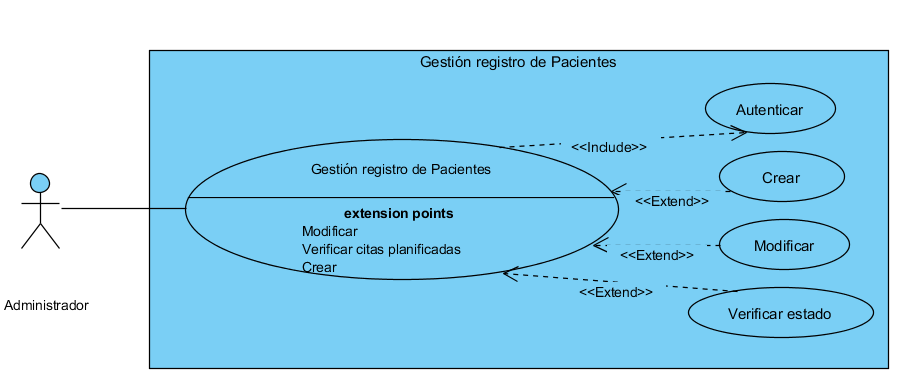 Gestión registro de Pacientes
Autenticar
<<Include>>
Gestión registro de Pacientes
Crear
<<Extend>>
extension points
Modificar
Verificar citas planificadas
Crear
Modificar
<<Extend>>
<<Extend>>
Verificar estado
Administrador